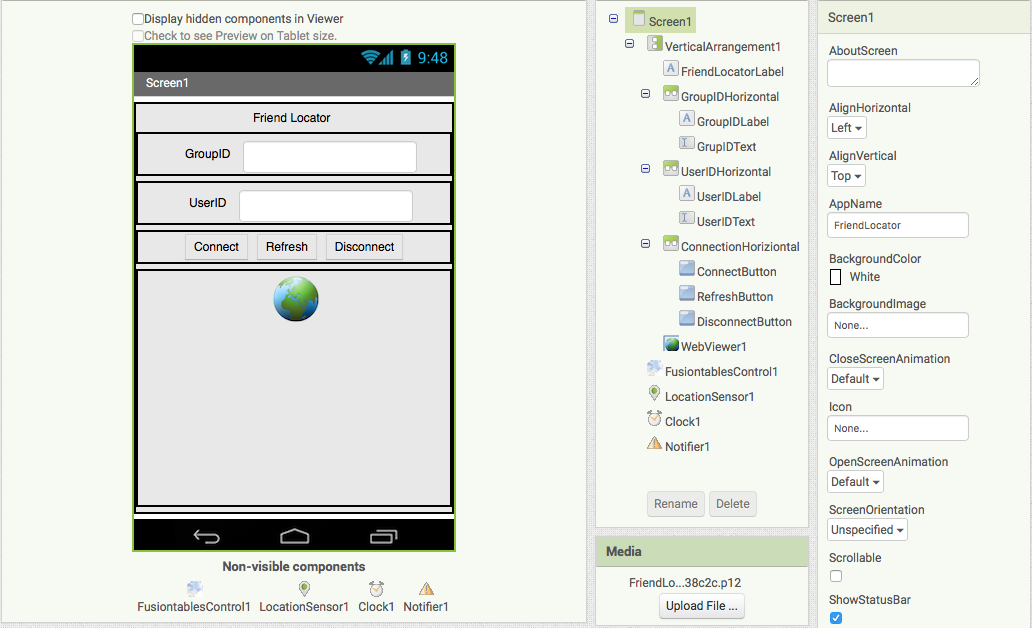 Display hidden components in Viewer
Check to see Preview on Tablet size.
9:48
Screen1
Friend Locator
GroupID
UserID
Connect Refresh Disconnect
Non-visible components
FusiontablesControl1 LocationSensor1 Clock1 Notifier1
Screen1
VerticalArrangement1
FriendLocatorLabel
GroupIDHorizontal
GroupIDLabel
GrupIDText
UserIDHorizontal
UserIDLabel
UserIDText
ConnectionHoriziontal
ConnectButton
RefreshButton
DisconnectButton
WebViewer1
FusiontablesControl1
LocationSensor1
Clock1
Notifier1
Rename Delete
Media
FriendLo...38c2c.p12
Upload File ...
Screen1
AboutScreen
AlignHorizontal
Left
AlignVertical
Top
AppName
FriendLocator
BackgroundColor
White
BackgroundImage
None...
CloseScreenAnimation
Default
Icon
None...
OpenScreenAnimation
Default
ScreenOrientation
Unspecified
Scrollable
ShowStatusBar